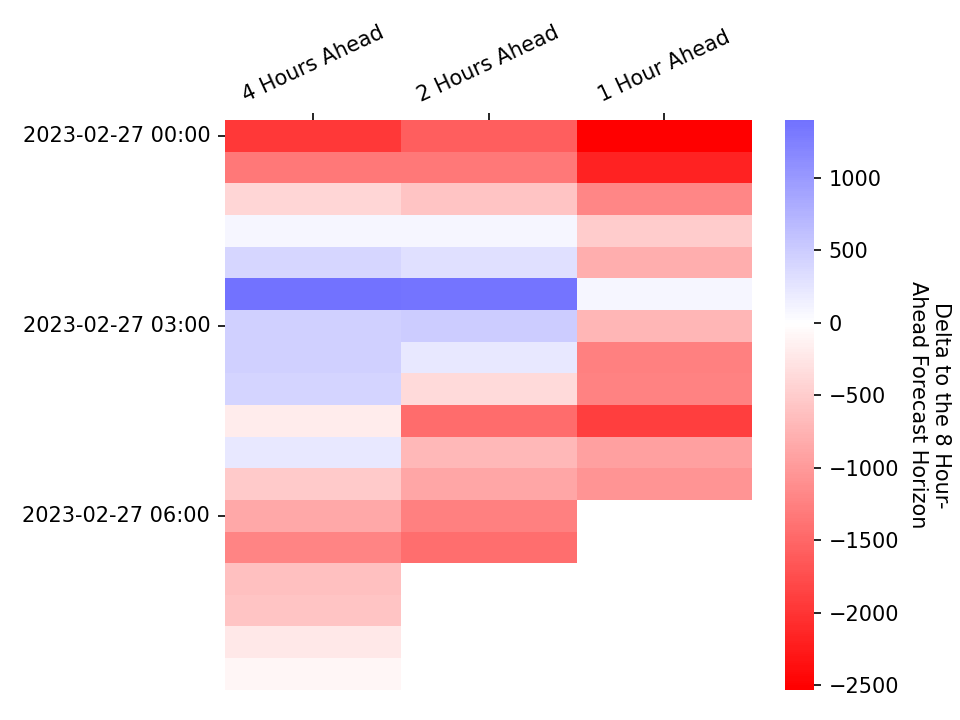 4 Hours Ahead
2 Hours Ahead
1 Hour Ahead
2023-02-27 00:00
2023-02-27 03:00
2023-02-27 06:00
1000
500
0
−500
−1000
−1500
−2000
−2500
Delta to the 8 Hour-
Ahead Forecast Horizon